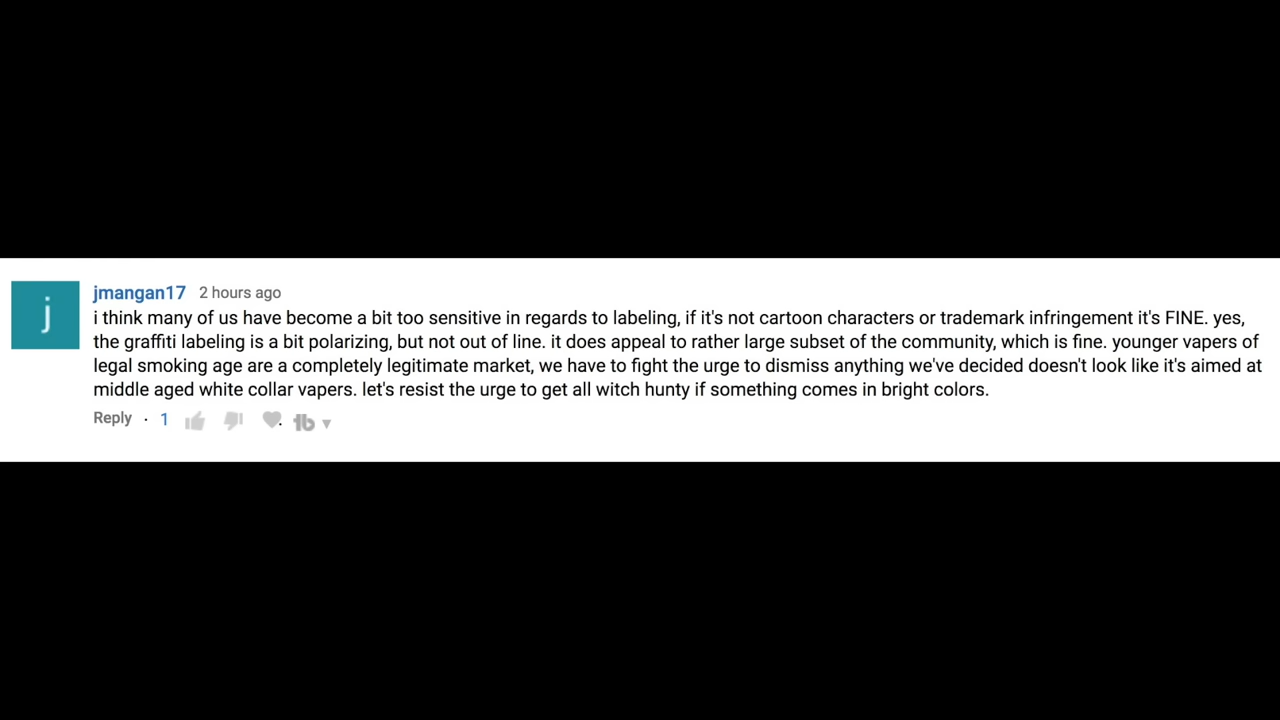 j
jmangan17 2 hours ago
i think many of us have become a bit too sensitive in regards to labeling, if it's not cartoon characters or trademark infringement it's FINE. yes,
the graffiti labeling is a bit polarizing, but not out of line. it does appeal to rather large subset of the community, which is fine. younger vapers of
legal smoking age are a completely legitimate market, we have to fight the urge to dismiss anything we've decided doesn't look like it's aimed at
middle aged white collar vapers. let's resist the urge to get all witch hunty if something comes in bright colors.
Reply · 1 tb